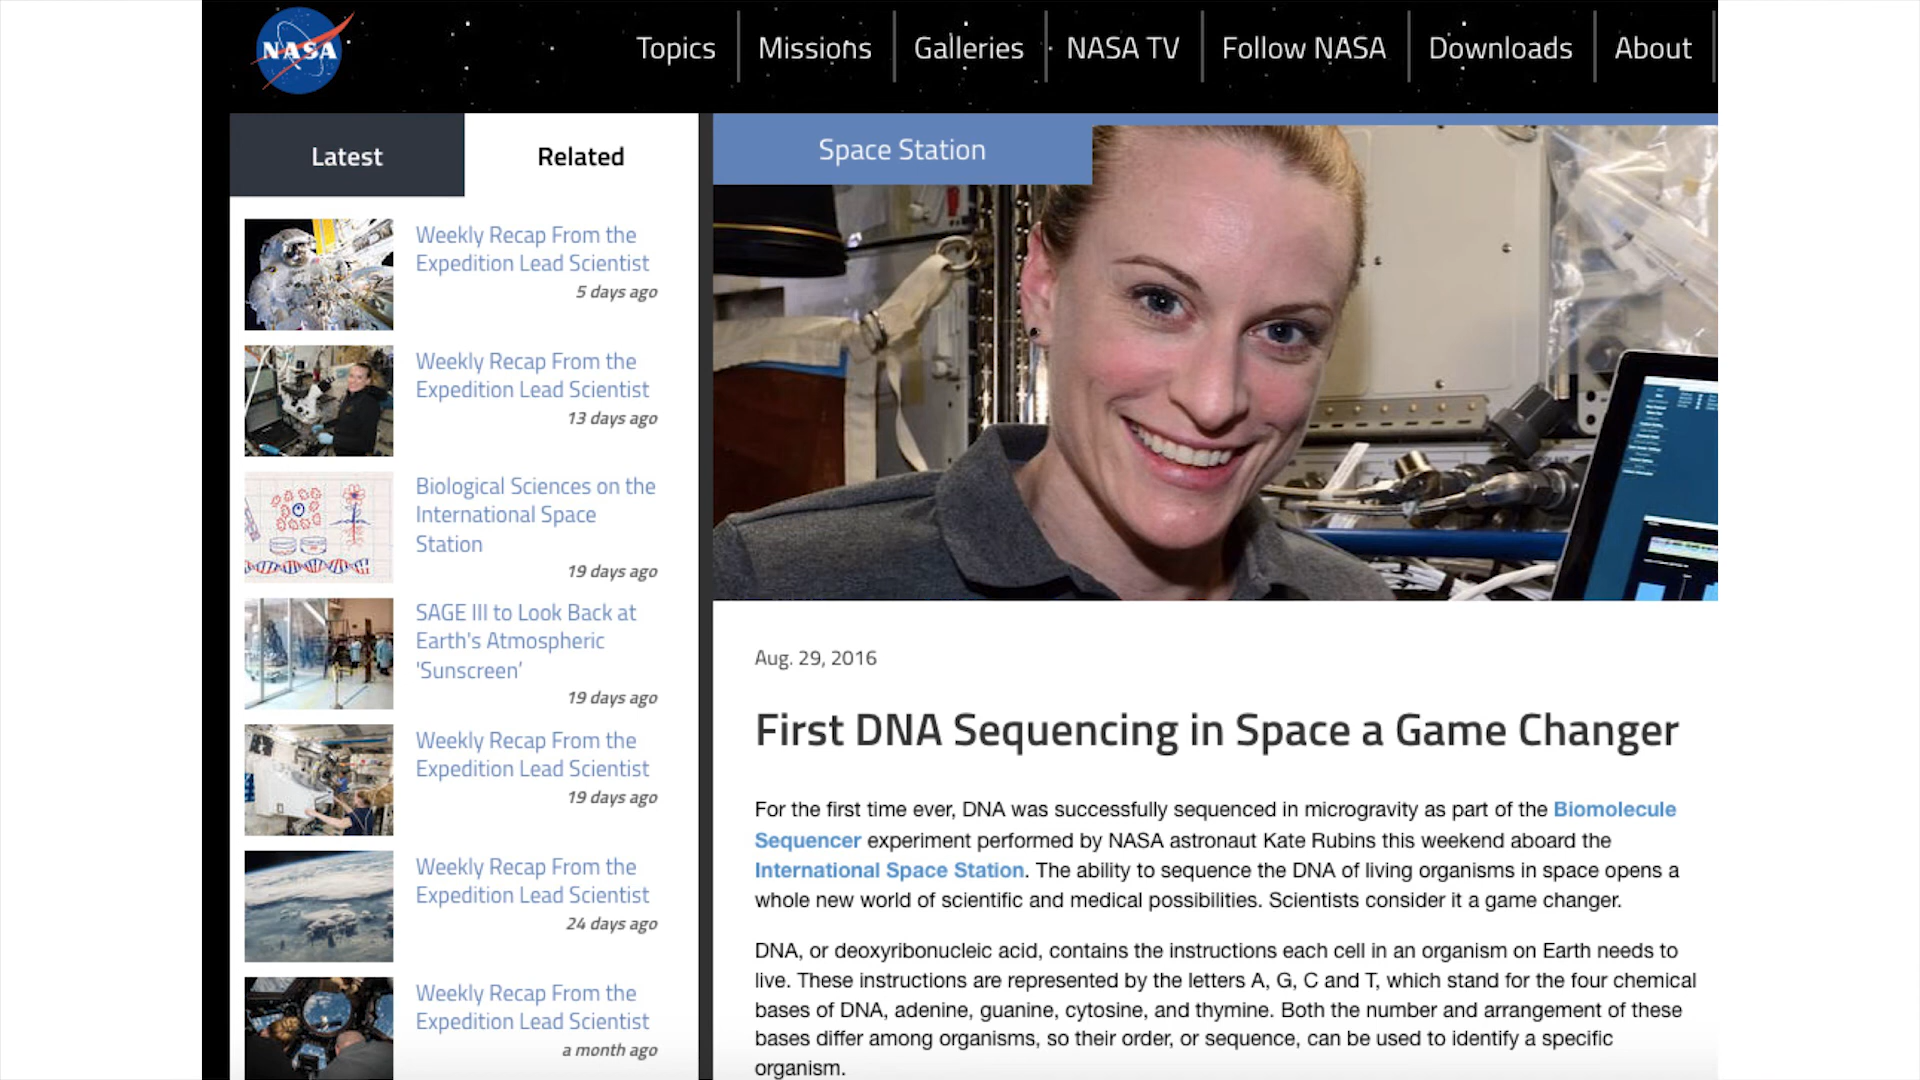 NASA
Topics
Missions
Galleries
NASA TV
Follow NASA
Downloads
About
Latest
Related
Weekly Recap From the
Expedition Lead Scientist
5 days ago
Weekly Recap From the
Expedition Lead Scientist
13 days ago
Biological Sciences on the
International Space
Station
19 days ago
SAGE III to Look Back at
Earth's Atmospheric
'Sunscreen'
19 days ago
Weekly Recap From the
Expedition Lead Scientist
19 days ago
Weekly Recap From the
Expedition Lead Scientist
24 days ago
Weekly Recap From the
Expedition Lead Scientist
a month ago
Space Station
Aug. 29, 2016
First DNA Sequencing in Space a Game Changer
For the first time ever, DNA was successfully sequenced in microgravity as part of the Biomolecule
Sequencer experiment performed by NASA astronaut Kate Rubins this weekend aboard the
International Space Station. The ability to sequence the DNA of living organisms in space opens a
whole new world of scientific and medical possibilities. Scientists consider it a game changer.
DNA, or deoxyribonucleic acid, contains the instructions each cell in an organism on Earth needs to
live. These instructions are represented by the letters A, G, C and T, which stand for the four chemical
bases of DNA, adenine, guanine, cytosine, and thymine. Both the number and arrangement of these
bases differ among organisms, so their order, or sequence, can be used to identify a specific
organism.